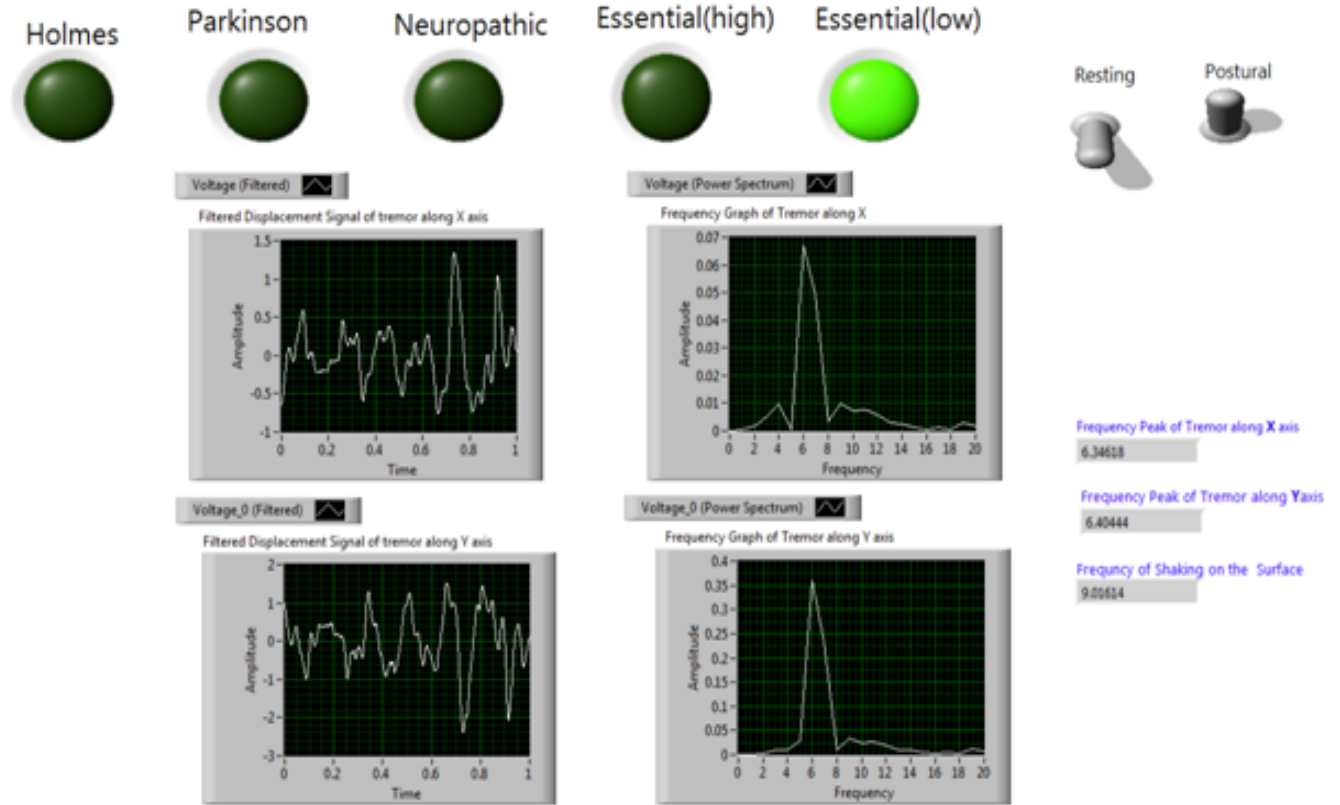 Holmes
Parkinson
Neuropathic
Essential(high)
Essential(low)
Resting
Postural
Voltage (Filtered)
Filtered Displacement Signal of tremor along X axis
1.5
1
0.5
0
-0.5
-1
Amplitude
0 0.2 0.4 0.6 0.8 1
Time
Voltage (Power Spectrum)
Frequency Graph of Tremor along X
0.07
0.06
0.05
0.04
0.03
0.02
0.01
0
Amplitude
0 2 4 6 8 10 12 14 16 18 20
Frequency
Frequency Peak of Tremor along X axis
6.34618
Frequency Peak of Tremor along Yaxis
6.40444
Frequncy of Shaking on the Surface
9.01614
Voltage_0 (Filtered)
Filtered Displacement Signal of tremor along Y axis
2
1
0
-1
-2
-3
Amplitude
0 0.2 0.4 0.6 0.8 1
Time
Voltage_0 (Power Spectrum)
Frequency Graph of Tremor along Y axis
0.4
0.35
0.3
0.25
0.2
0.15
0.1
0.05
0
Amplitude
0 2 4 6 8 10 12 14 16 18 20
Frequency